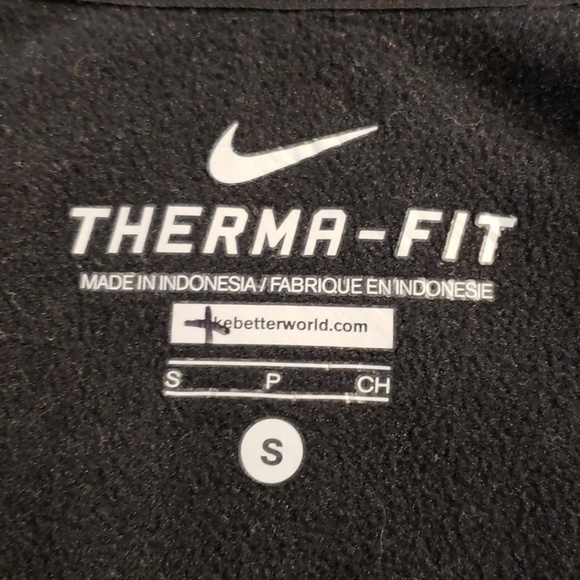 THERMA-FIT
MADE IN INDONESIA / FABRIQUE EN INDONESIE
kebetterworld.com
S P CH
S